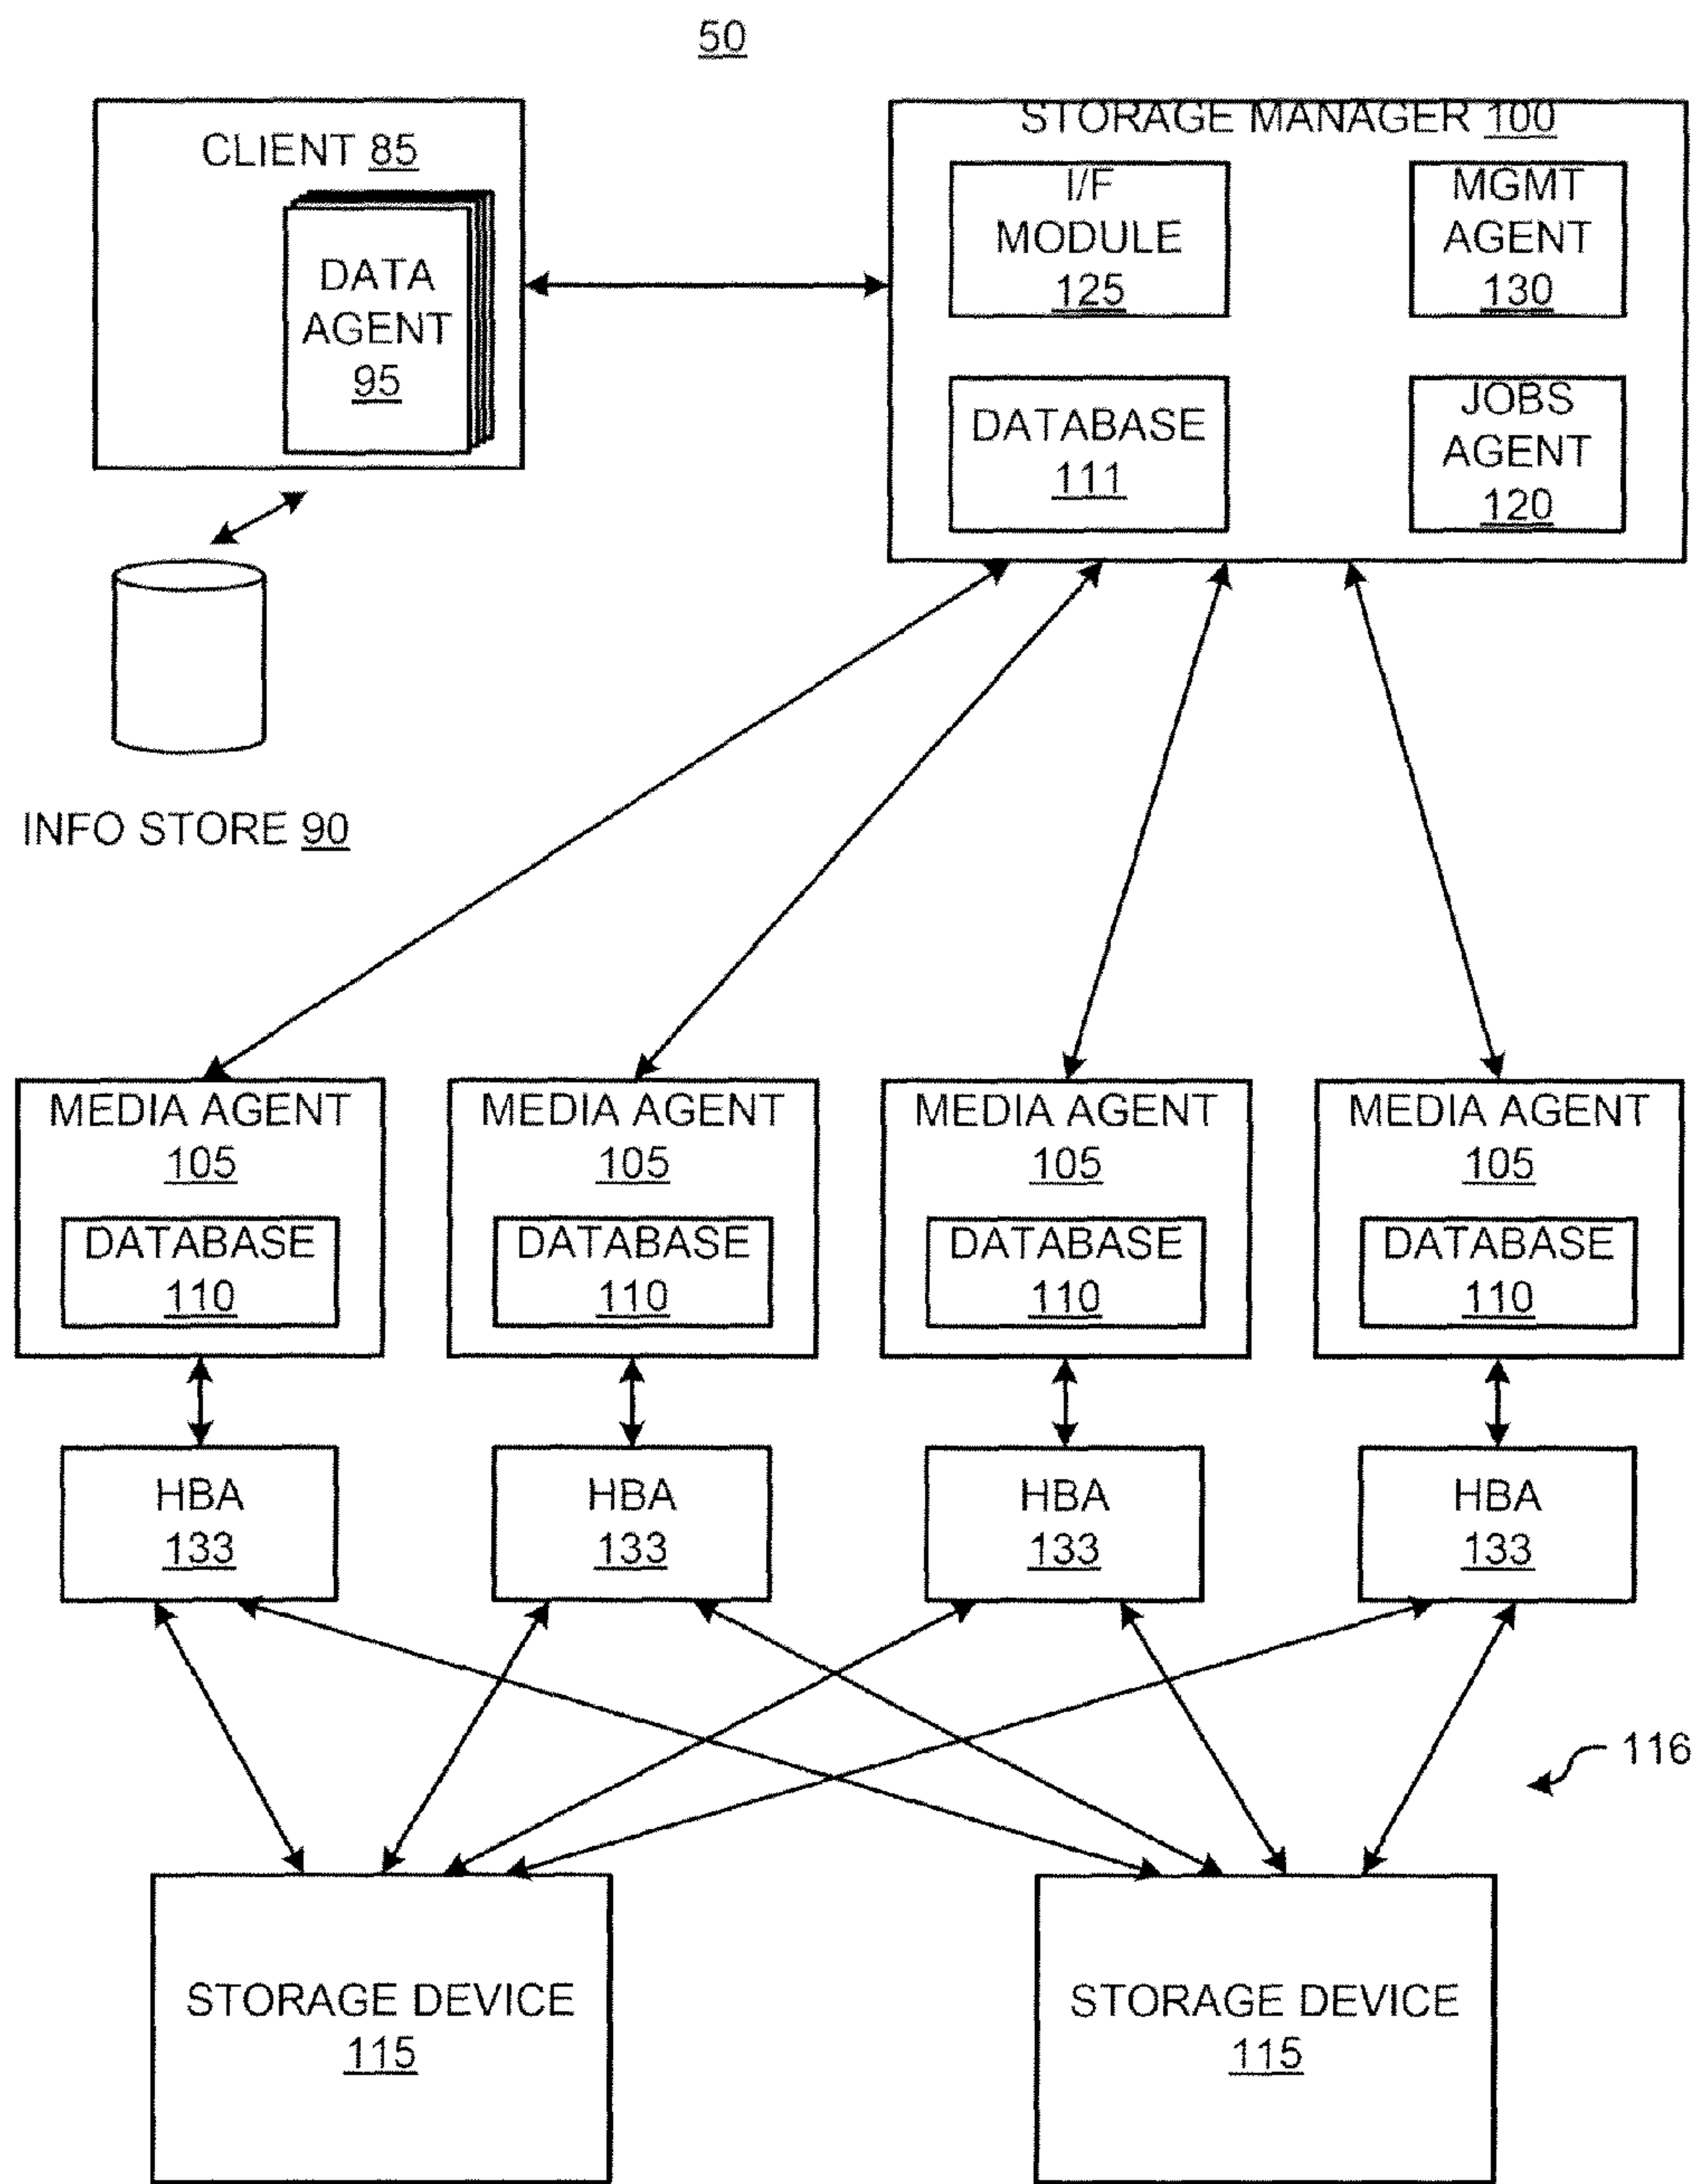 50
CLIENT 85
DATA
AGENT
95
STORAGE MANAGER 100
I/F
MODULE
125
MGMT
AGENT
130
DATABASE
111
JOBS
AGENT
120
INFO STORE 90
MEDIA AGENT
105
DATABASE
110
MEDIA AGENT
105
DATABASE
110
MEDIA AGENT
105
DATABASE
110
MEDIA AGENT
105
DATABASE
110
HBA
133
HBA
133
HBA
133
HBA
133
116
STORAGE DEVICE
115
STORAGE DEVICE
115